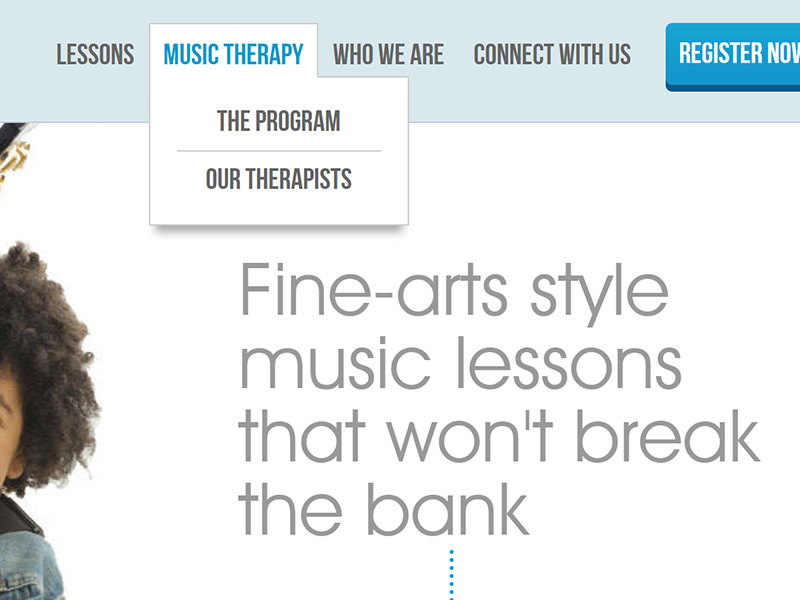 LESSONS MUSIC THERAPY WHO WE ARE CONNECT WITH US REGISTER NOW
THE PROGRAM
OUR THERAPISTS
Fine-arts style
music lessons
that won't break
the bank